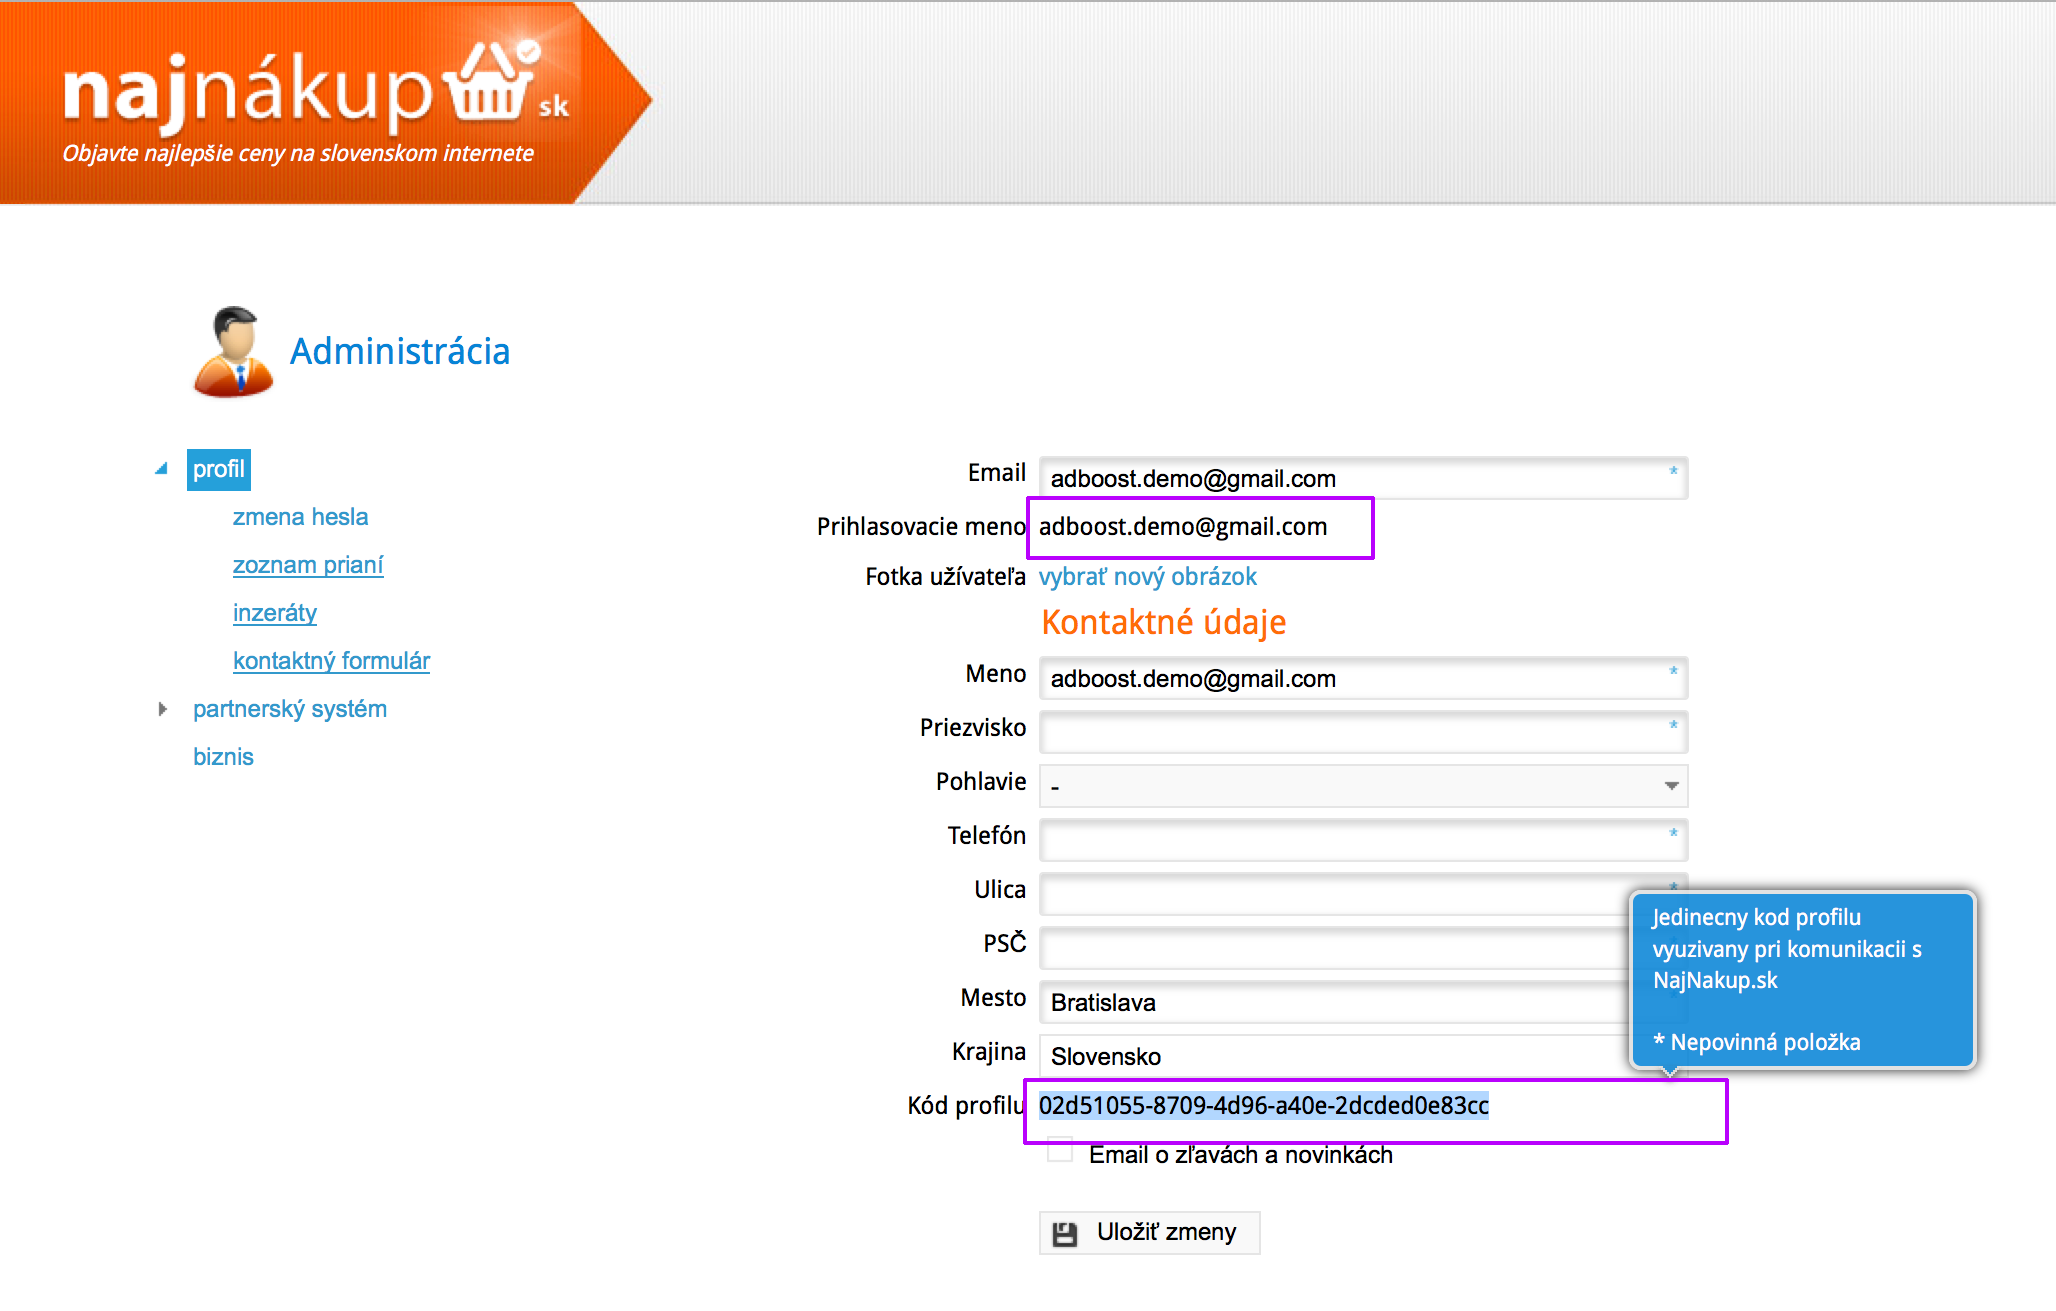 najnákup sk
Objavte najlepšie ceny na slovenskom internete
Administrácia
profil
zmena hesla
zoznam prianí
inzeráty
kontaktný formulár
partnerský systém
biznis
Email adboost.demo@gmail.com *
Prihlasovacie meno adboost.demo@gmail.com
Fotka užívateľa vybrať nový obrázok
Kontaktné údaje
Meno adboost.demo@gmail.com *
Priezvisko *
Pohlavie -
Telefón *
Ulica *
PSČ
Mesto Bratislava
Krajina Slovensko
Kód profilu 02d51055-8709-4d96-a40e-2dcded0e83cc
Jedinecny kod profilu
vyuzivany pri komunikacii s
NajNakup.sk
* Nepovinná položka
Email o zľavách a novinkách
Uložiť zmeny